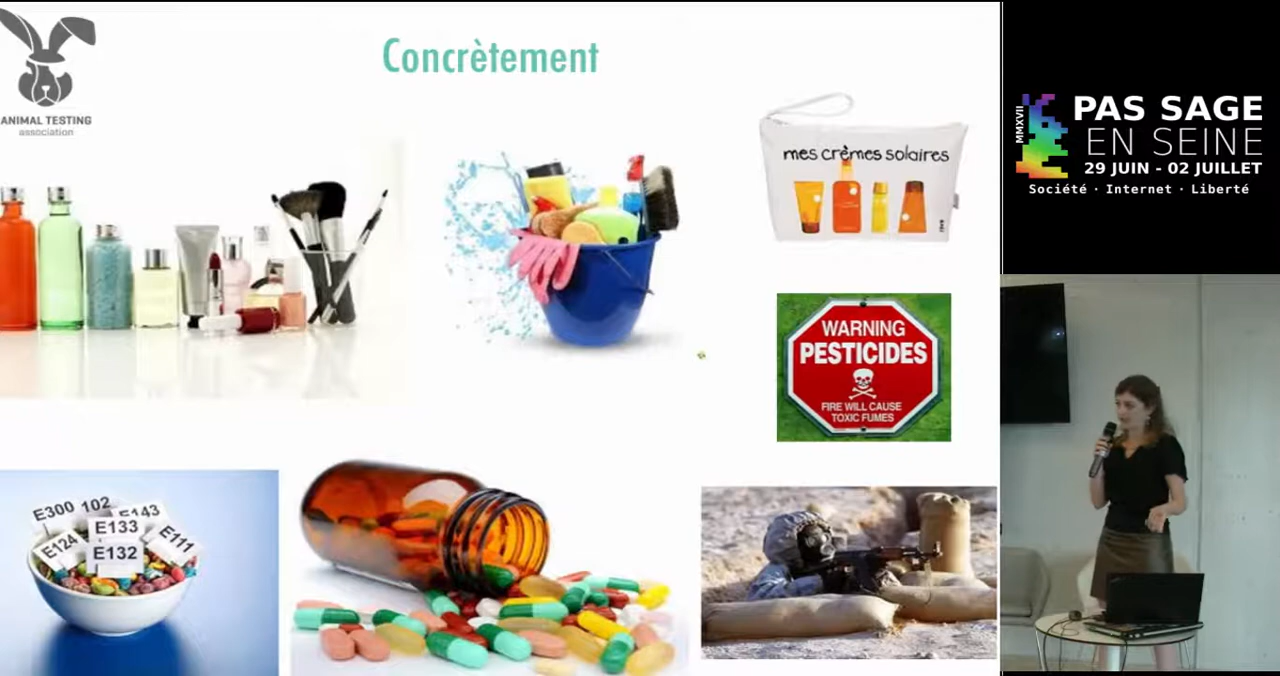 Concrètement
ANIMAL TESTING
association
mes crèmes solaires
WARNING
PESTICIDES
FIRE WILL CAUSE
TOXIC FUMES
E300 102 E143
E133
E124 E111
E132
MMXVII
PAS SAGE
EN SEINE
29 JUIN - 02 JUILLET
Société · Internet · Liberté